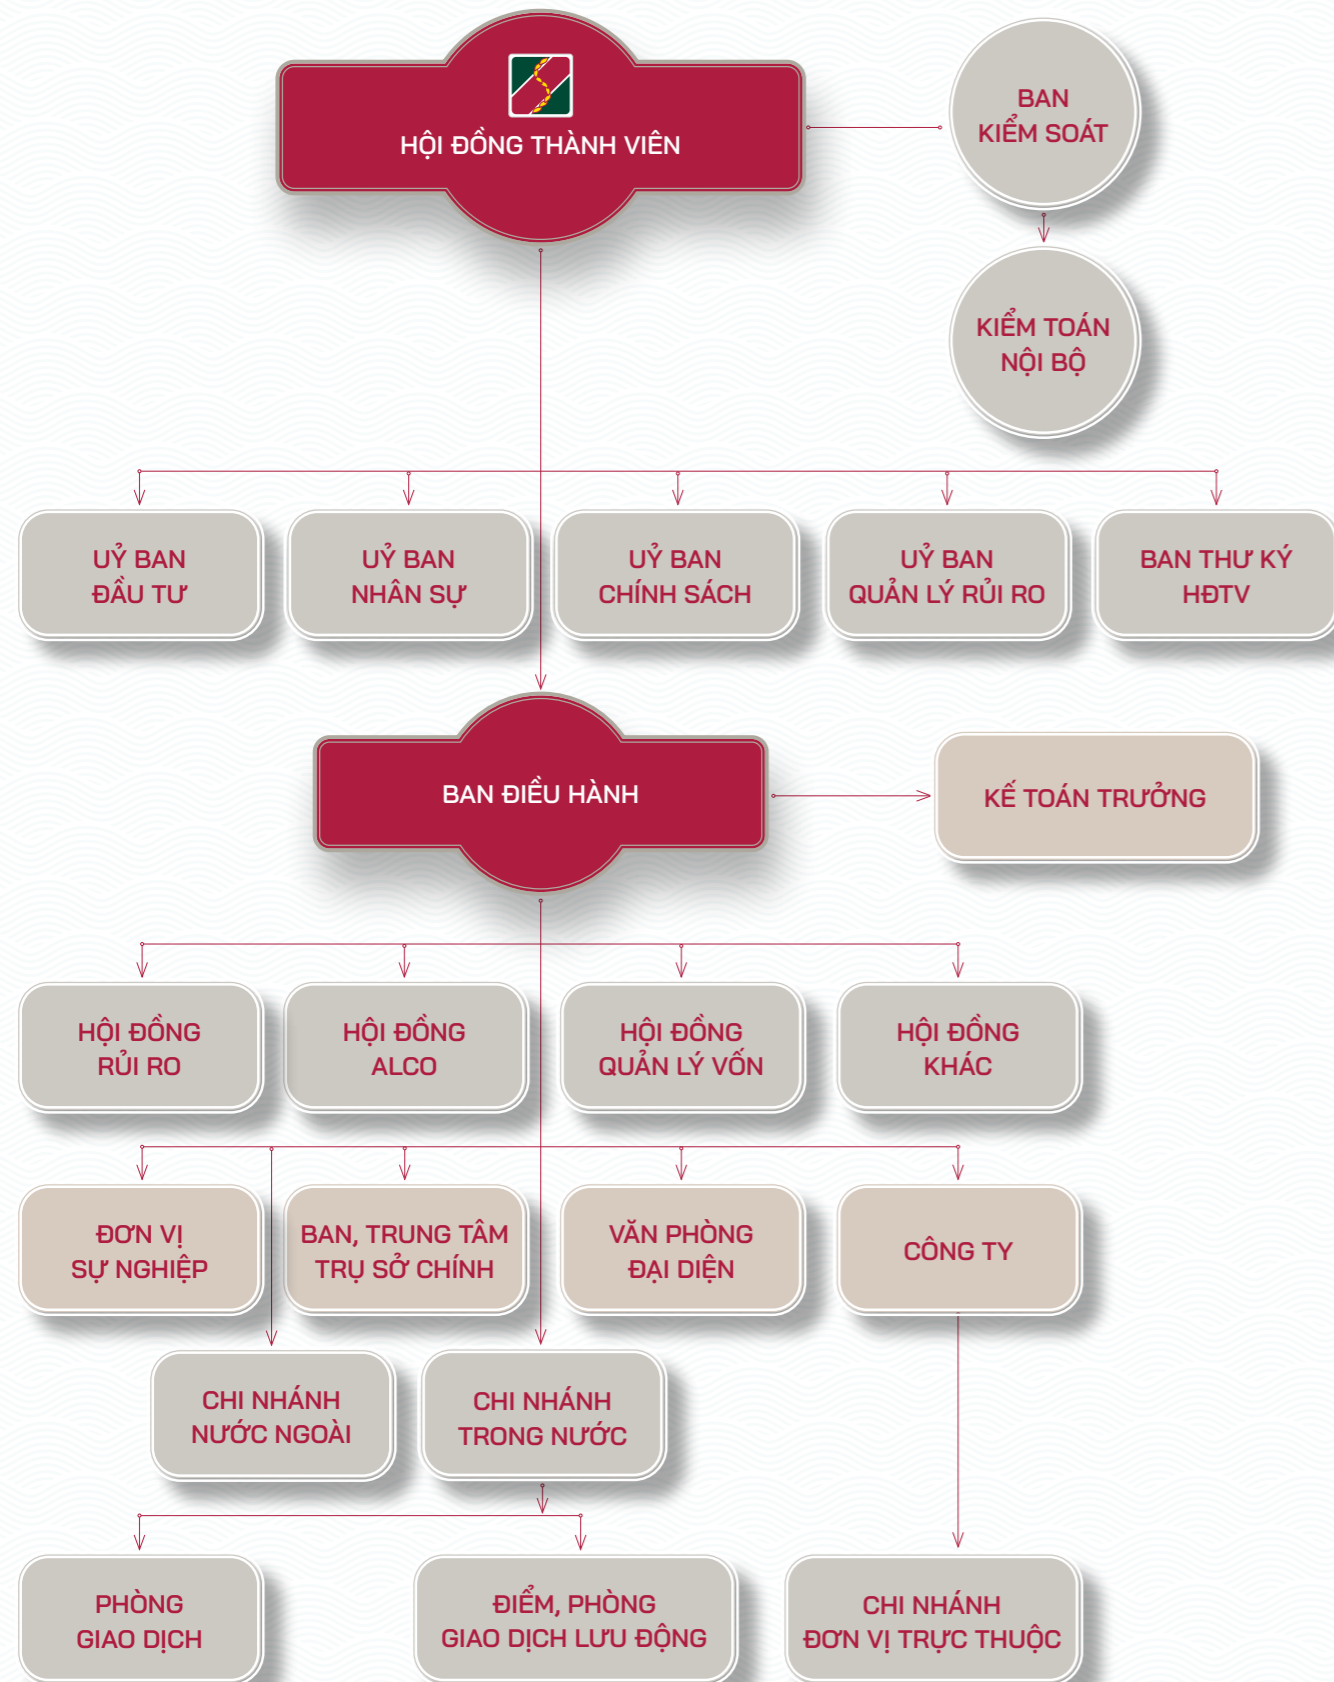 HỘI ĐỒNG THÀNH VIÊN
BAN
KIỂM SOÁT
KIỂM TOÁN
NỘI BỘ
UỶ BAN
ĐẦU TƯ
UỶ BAN
NHÂN SỰ
UỶ BAN
CHÍNH SÁCH
UỶ BAN
QUẢN LÝ RỦI RO
BAN THƯ KÝ
HĐTV
BAN ĐIỀU HÀNH
KẾ TOÁN TRƯỞNG
HỘI ĐỒNG
RỦI RO
HỘI ĐỒNG
ALCO
HỘI ĐỒNG
QUẢN LÝ VỐN
HỘI ĐỒNG
KHÁC
ĐƠN VỊ
SỰ NGHIỆP
BAN, TRUNG TÂM
TRỤ SỞ CHÍNH
VĂN PHÒNG
ĐẠI DIỆN
CÔNG TY
CHI NHÁNH
NƯỚC NGOÀI
CHI NHÁNH
TRONG NƯỚC
PHÒNG
GIAO DỊCH
ĐIỂM, PHÒNG
GIAO DỊCH LƯU ĐỘNG
CHI NHÁNH
ĐƠN VỊ TRỰC THUỘC